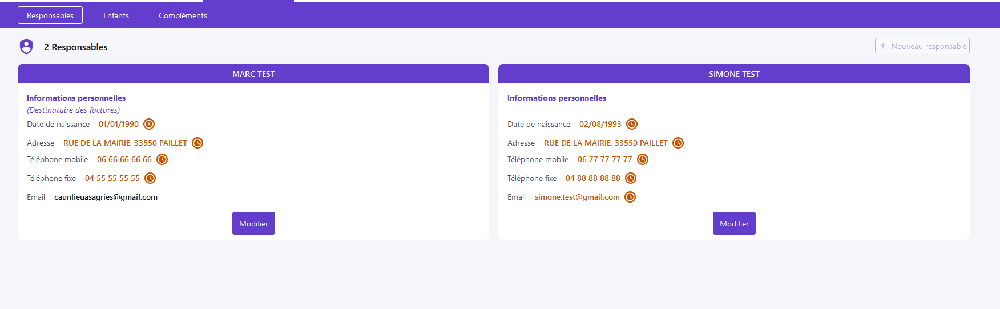 Responsables Enfants Compléments
2 Responsables
+ Nouveau responsable
MARC TEST
Informations personnelles
(Destinataire des factures)
Date de naissance 01/01/1990
Adresse RUE DE LA MAIRIE, 33550 PAILLET
Téléphone mobile 06 66 66 66 66
Téléphone fixe 04 55 55 55 55
Email caunlieuasagries@gmail.com
Modifier
SIMONE TEST
Informations personnelles
Date de naissance 02/08/1993
Adresse RUE DE LA MAIRIE, 33550 PAILLET
Téléphone mobile 06 77 77 77 77
Téléphone fixe 04 88 88 88 88
Email simone.test@gmail.com
Modifier